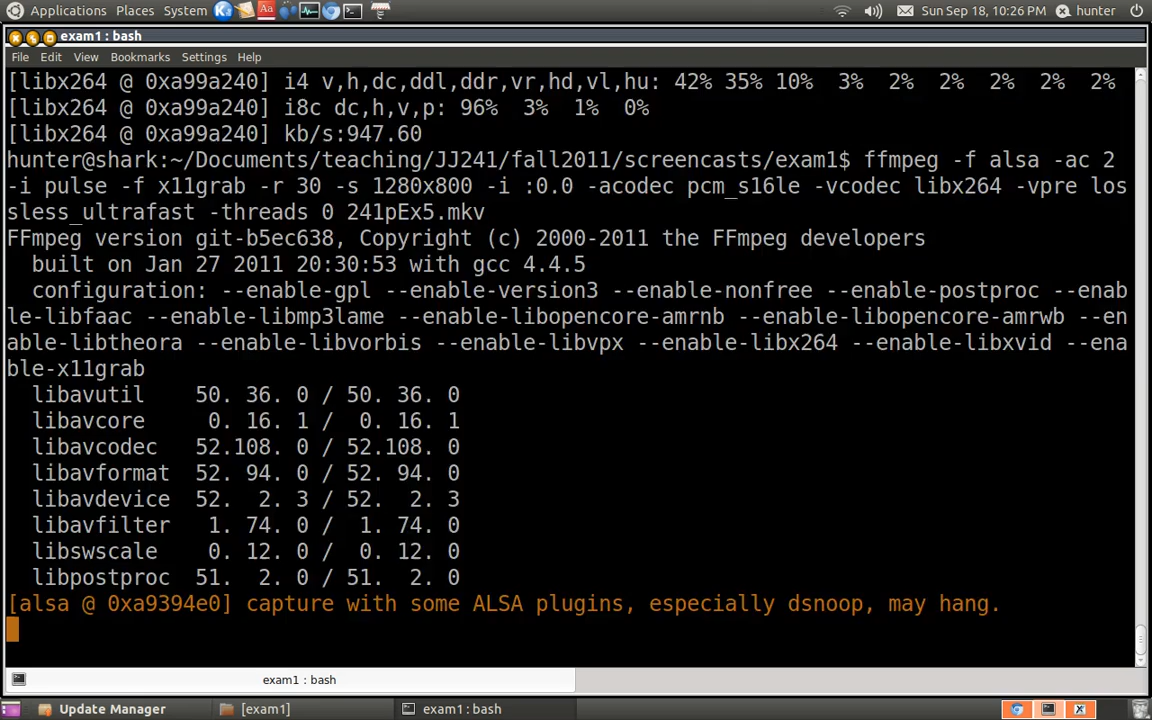 Applications Places System Sun Sep 18, 10:26 PM hunter
exam1 : bash
File Edit View Bookmarks Settings Help
[libx264 @ 0xa99a240] i4 v,h,dc,ddl,ddr,vr,hd,vl,hu: 42% 35% 10%  3%  2%  2%  2%  2%  2%
[libx264 @ 0xa99a240] i8c dc,h,v,p: 96%  3%  1%  0%
[libx264 @ 0xa99a240] kb/s:947.60
hunter@shark:~/Documents/teaching/JJ241/fall2011/screencasts/exam1$ ffmpeg -f alsa -ac 2
-i pulse -f x11grab -r 30 -s 1280x800 -i :0.0 -acodec pcm_s16le -vcodec libx264 -vpre los
sless_ultrafast -threads 0 241pEx5.mkv
FFmpeg version git-b5ec638, Copyright (c) 2000-2011 the FFmpeg developers
  built on Jan 27 2011 20:30:53 with gcc 4.4.5
  configuration: --enable-gpl --enable-version3 --enable-nonfree --enable-postproc --enab
le-libfaac --enable-libmp3lame --enable-libopencore-amrnb --enable-libopencore-amrwb --en
able-libtheora --enable-libvorbis --enable-libvpx --enable-libx264 --enable-libxvid --ena
ble-x11grab
  libavutil    50. 36. 0 / 50. 36. 0
  libavcore     0. 16. 1 /  0. 16. 1
  libavcodec   52.108. 0 / 52.108. 0
  libavformat  52. 94. 0 / 52. 94. 0
  libavdevice  52.  2. 3 / 52.  2. 3
  libavfilter   1. 74. 0 /  1. 74. 0
  libswscale    0. 12. 0 /  0. 12. 0
  libpostproc  51.  2. 0 / 51.  2. 0
[alsa @ 0xa9394e0] capture with some ALSA plugins, especially dsnoop, may hang.
exam1 : bash
Update Manager [exam1] exam1 : bash